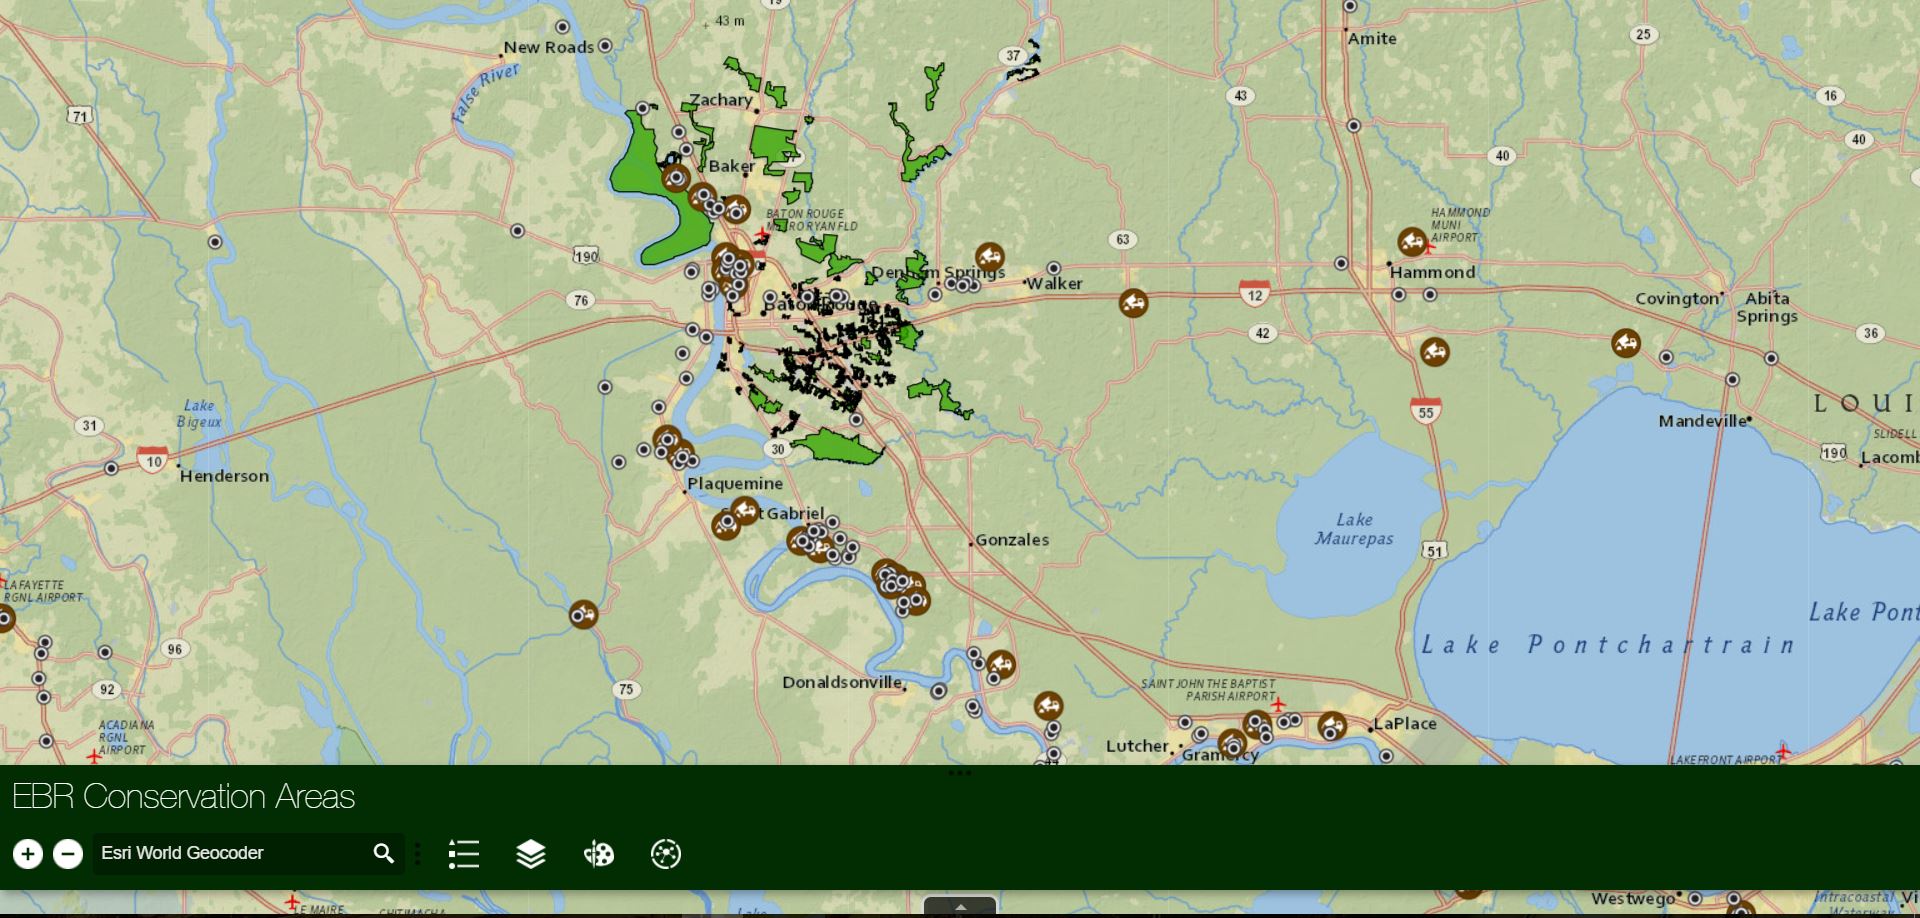 19
43 m
New Roads
37
25
Amite
False River
71
Zachary
43
16
40
40
Baker
BATON ROUGE
METRO RYAN FLD
HAMMOND
MUNI
AIRPORT
63
190
Denham Springs
Walker
Hammond
12
76
Baton Rouge
Covington
Abita
Springs
42
36
Lake
Bigeux
31
55
LOUI
Mandeville
SLIDELL
30
190
Lacomb
10
Henderson
Plaquemine
Gabriel
Lake
Maurepas
Gonzales
51
LAFAYETTE
RGNL AIRPORT
Lake Pont
Lake Pontchartrain
96
92
75
Donaldsonville
SAINT JOHN THE BAPTIST
PARISH AIRPORT
ACADIANA
RGNL
AIRPORT
LaPlace
Lutcher
Gramercy
LAKEFRONT AIRPORT
44
EBR Conservation Areas
Esri World Geocoder
Westwego
Intracoastal
Waterway
Vi
LE MAIRE
CHITIMACHA
Lake